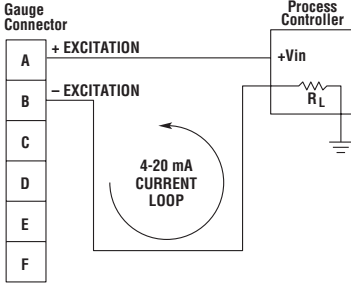 Gauge
Connector
Process
Controller
+ EXCITATION
A
+Vin
– EXCITATION
B
RL
C
4-20 mA
CURRENT
LOOP
D
E
F